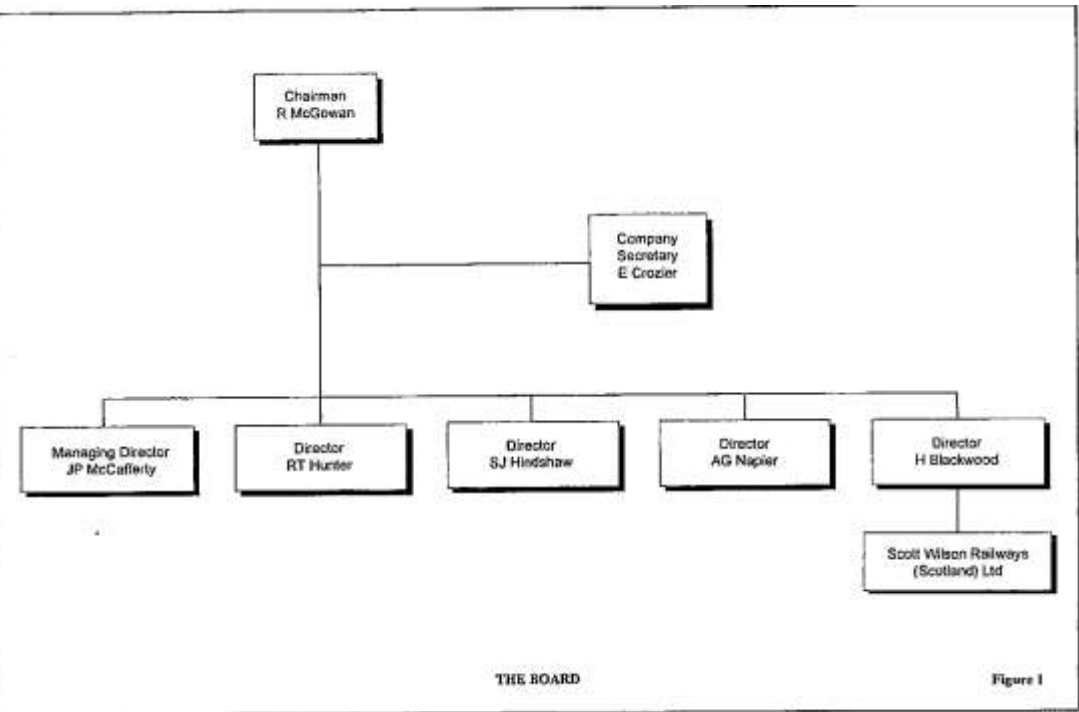 Chairman
R McGowan
Company
Secretary
E Crozier
Managing Director
JP McCafferty
Director
RT Hunter
Director
SJ Hindshaw
Director
AG Napier
Director
H Blackwood
Scott Wilson Railways
(Scotland) Ltd
THE BOARD
Figure 1